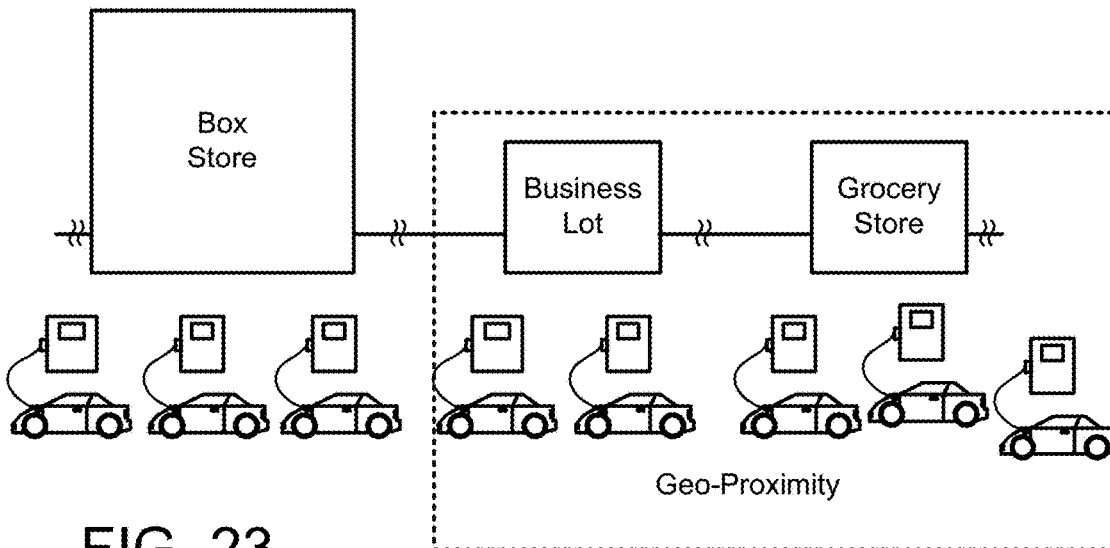 Box
Store
Business
Lot
Grocery
Store
Geo-Proximity
FIG. 23